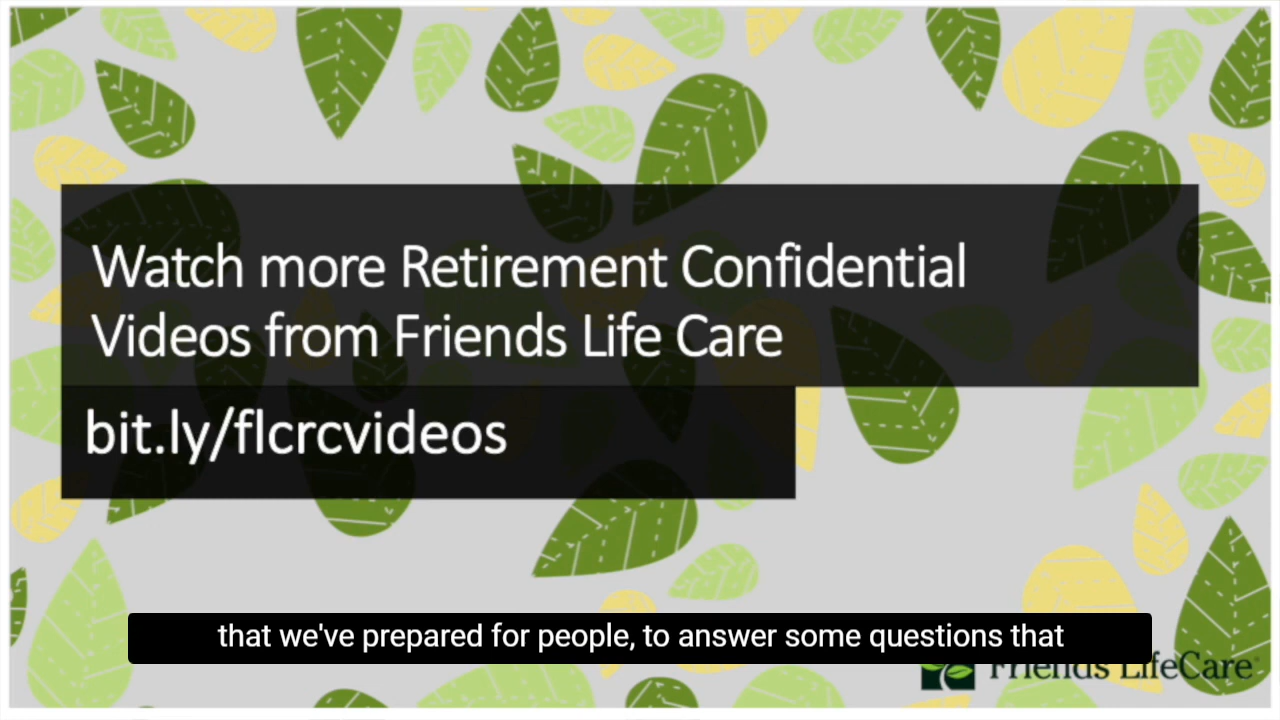 Watch more Retirement Confidential
Videos from Friends Life Care
bit.ly/flcrcvideos
that we've prepared for people, to answer some questions that
Friends LifeCare